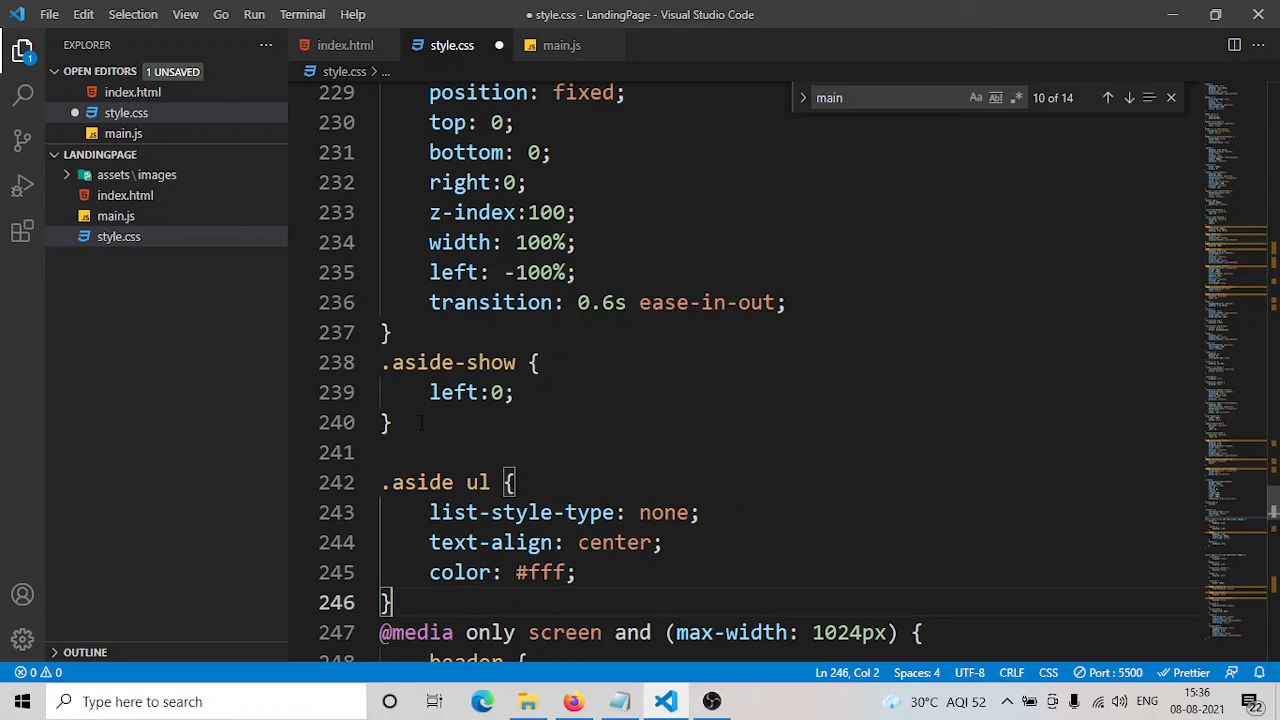 File Edit Selection View Go Run Terminal Help
style.css - LandingPage - Visual Studio Code
EXPLORER
index.html
style.css
main.js
OPEN EDITORS
1 UNSAVED
style.css > ...
index.html
style.css
main.js
LANDINGPAGE
assets \ images
index.html
main.js
style.css
OUTLINE
main
Aa
ab
10 of 14
229 position: fixed;
230 top: 0;
231 bottom: 0;
232 right:0;
233 z-index:100;
234 width: 100%;
235 left: -100%;
236 transition: 0.6s ease-in-out;
237 }
238 .aside-show {
239 left:0;
240 }
241
242 .aside ul {
243 list-style-type: none;
244 text-align: center;
245 color: #fff;
246 }
247 @media only screen and (max-width: 1024px) {
248 header {
0 0
Ln 246, Col 2 Spaces: 4 UTF-8 CRLF CSS Port : 5500 Prettier
Type here to search
30°C AQI 52
15:36
08-08-2021
22